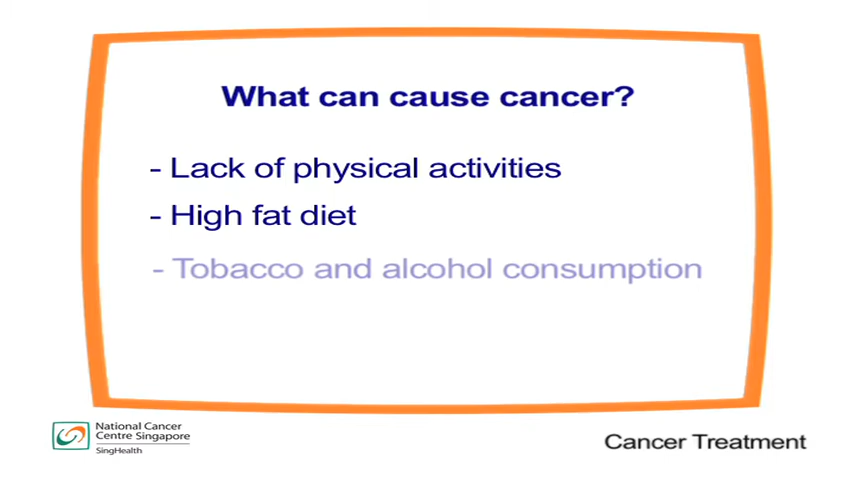 What can cause cancer?
- Lack of physical activities
- High fat diet
- Tobacco and alcohol consumption
National Cancer
Centre Singapore
SingHealth
Cancer Treatment